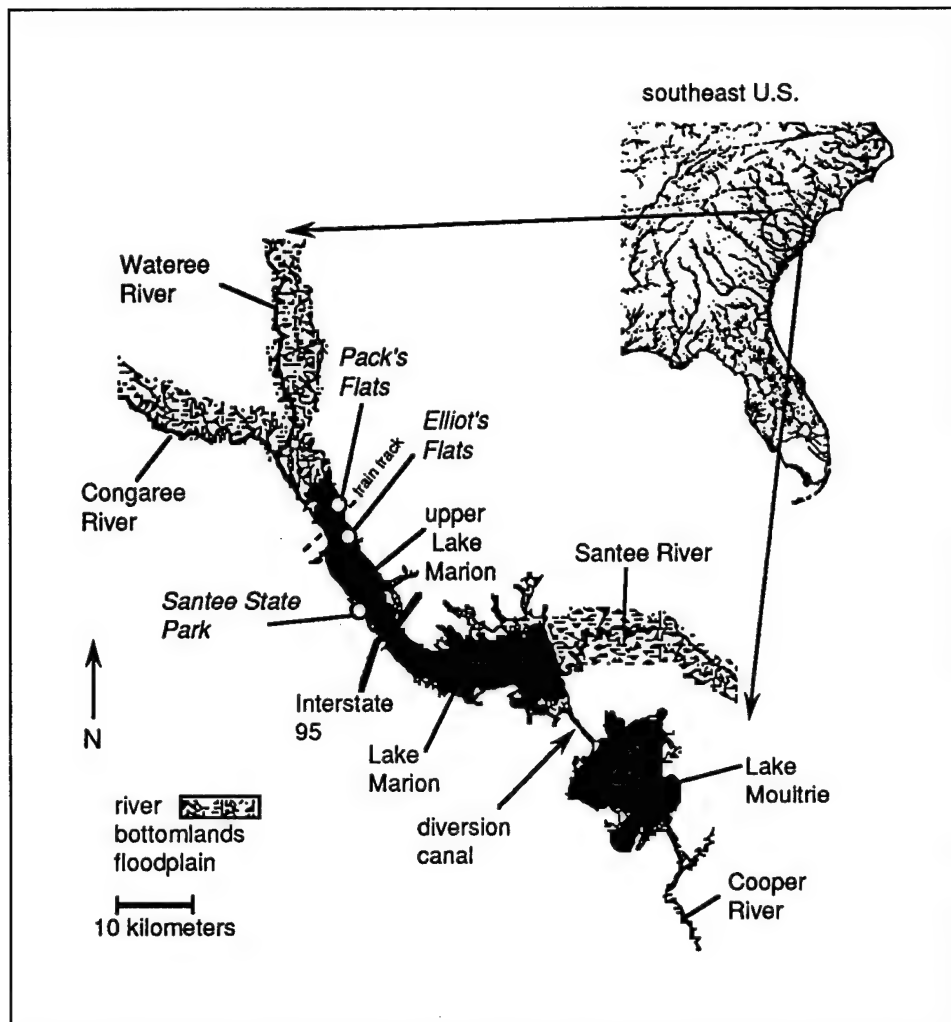 southeast U.S.
Wateree
River
Pack's
Flats
Elliot's
Flats
train track
Congaree
River
upper
Lake
Marion
Santee River
Santee State
Park
Interstate
95
N
Lake
Marion
Lake
Moultrie
river
bottomlands
floodplain
diversion
canal
Cooper
River
10 kilometers